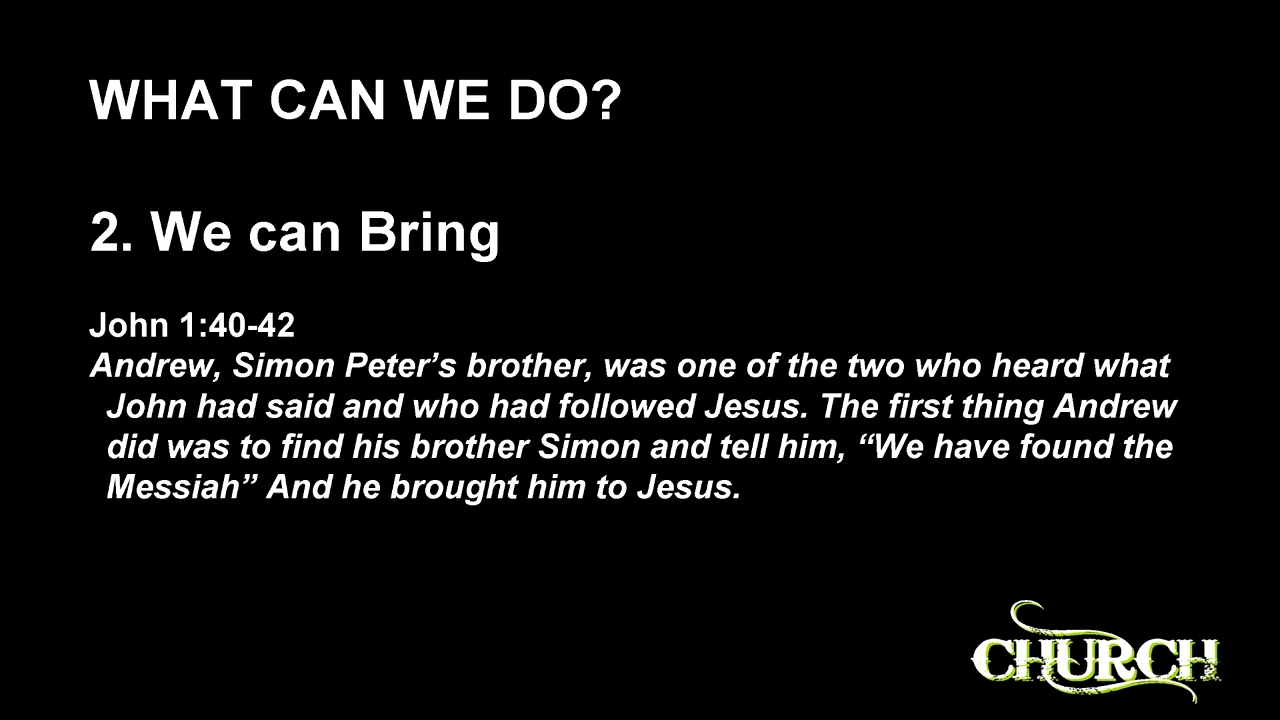 WHAT CAN WE DO?
2. We can Bring
John 1:40-42
Andrew, Simon Peter’s brother, was one of the two who heard what
John had said and who had followed Jesus. The first thing Andrew
did was to find his brother Simon and tell him, “We have found the
Messiah” And he brought him to Jesus.
CHURCH